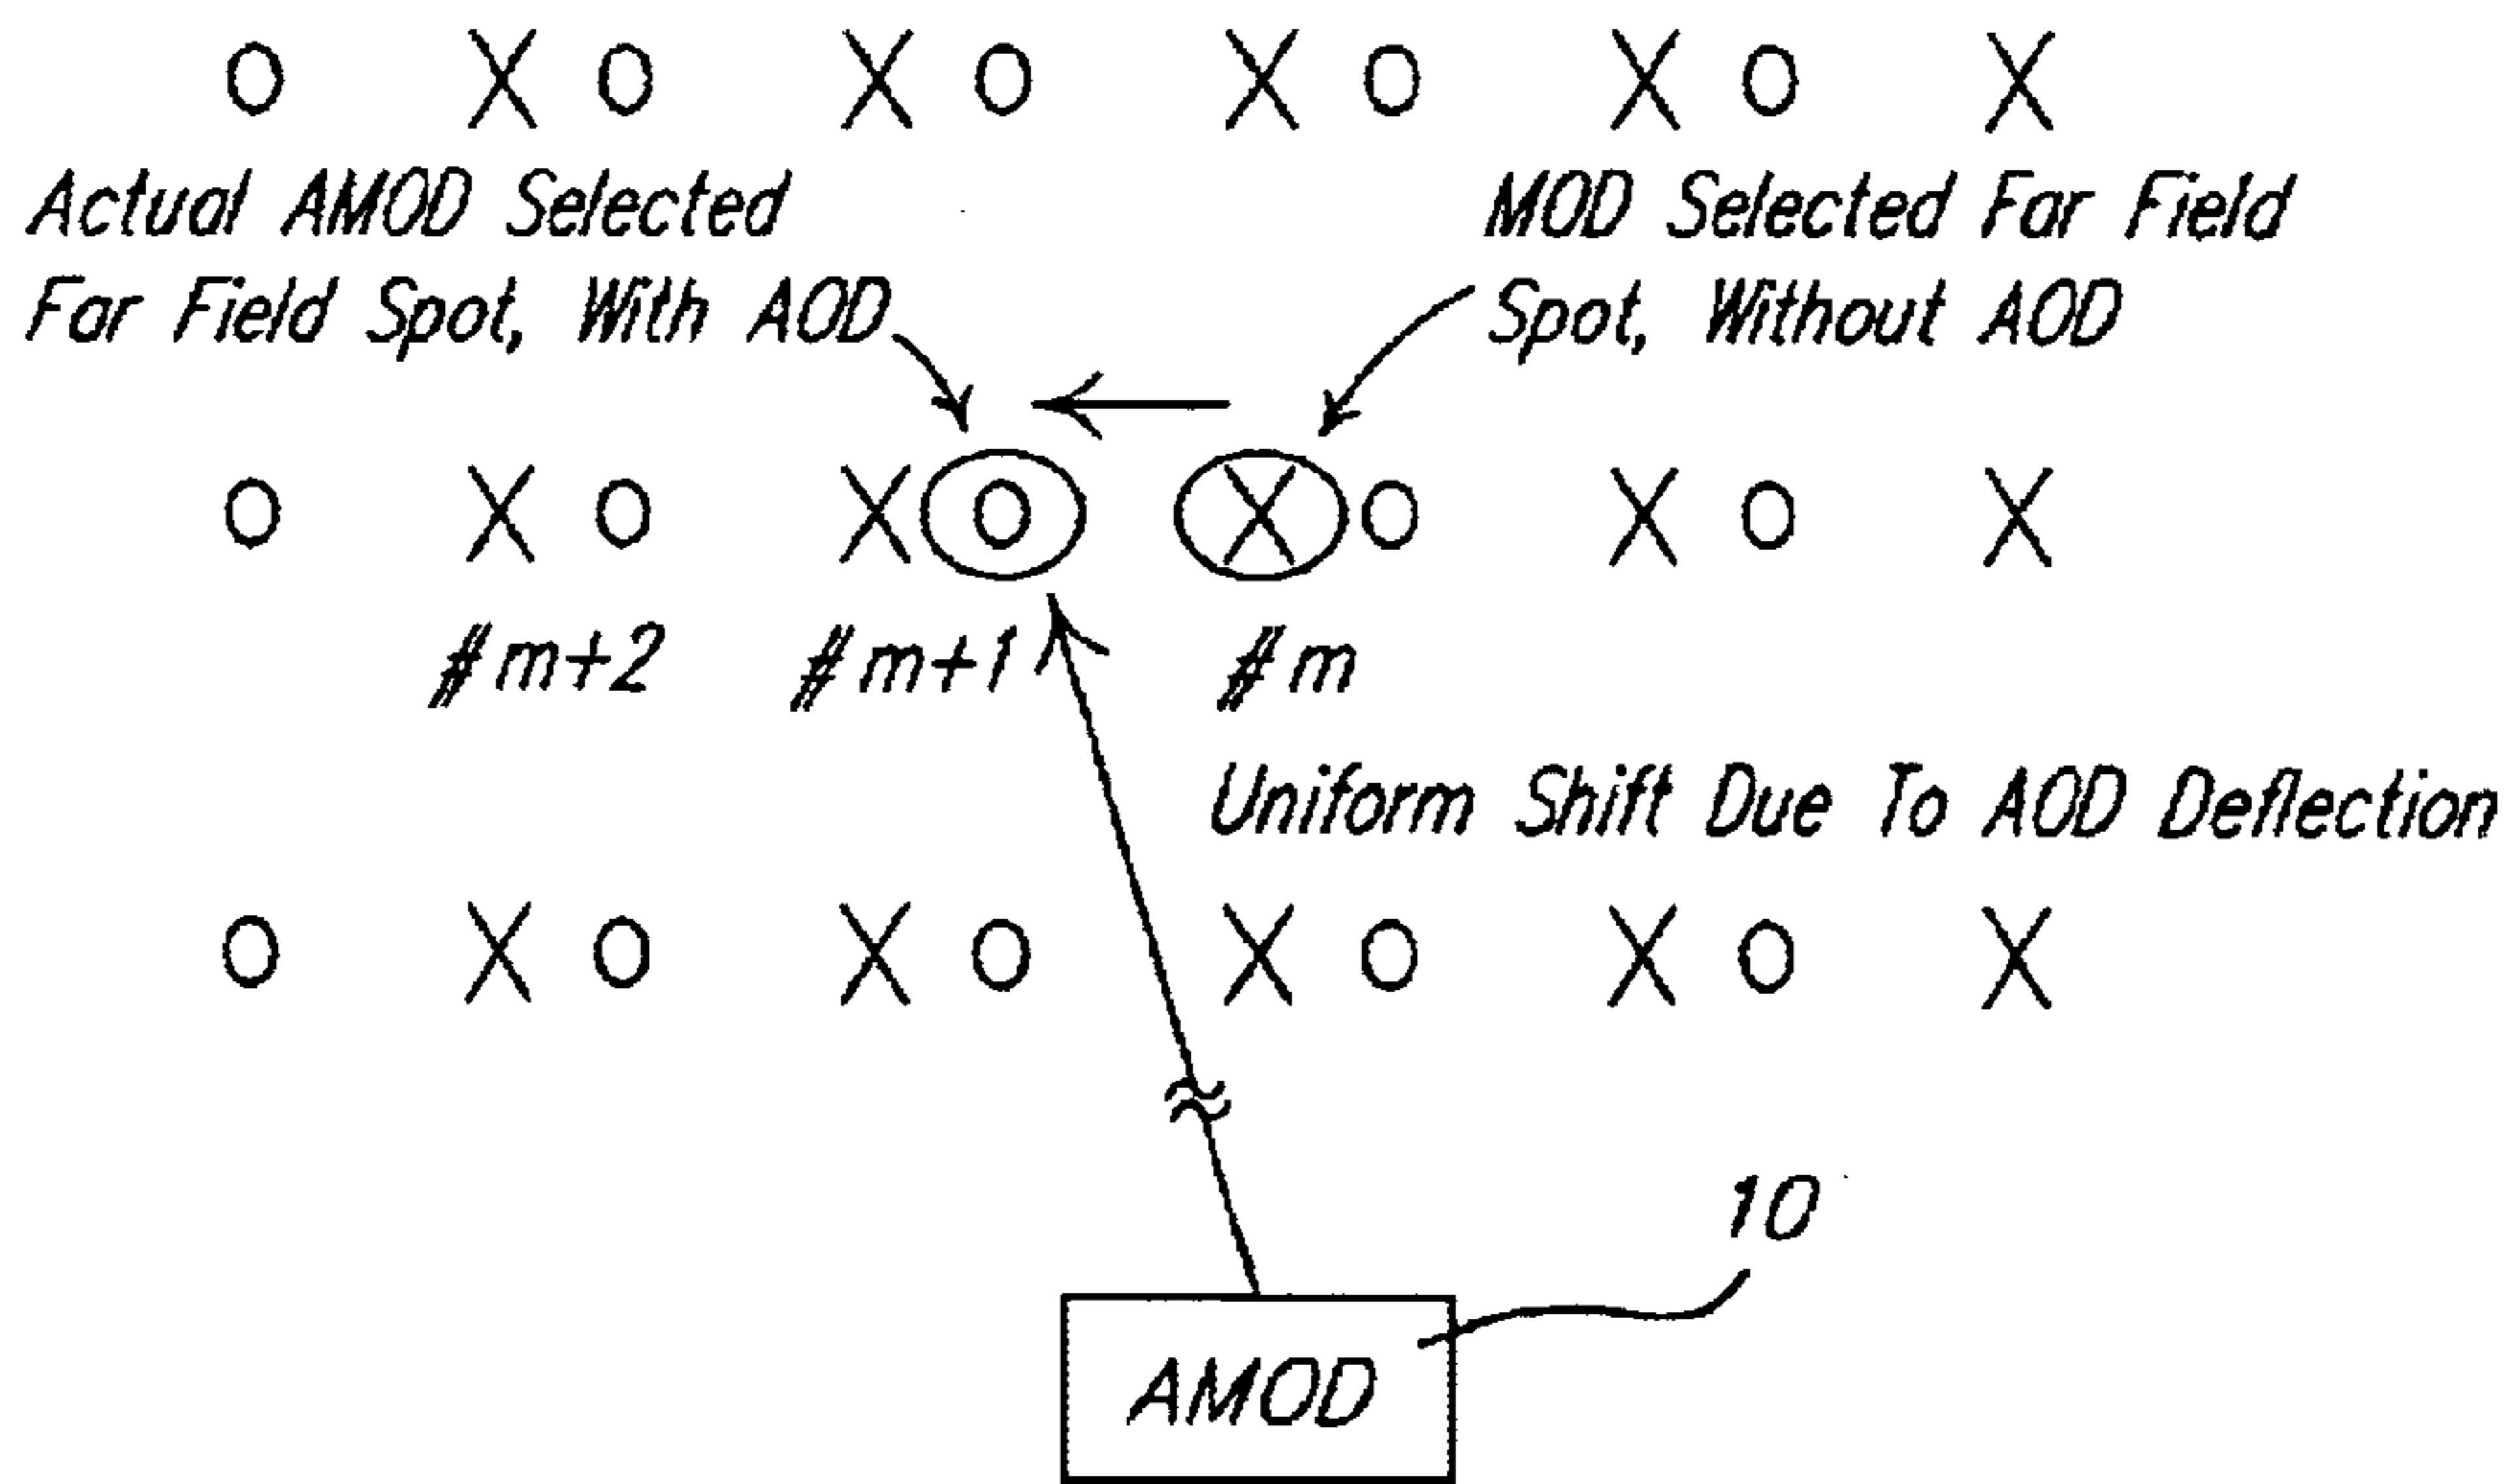 O X O X O X O X O X
Actual AMOD Selected
Far Field Spot, With AOD
MOD Selected Far Field
Spot, Without AOD
O X O X O X O X O X
#m+2 #m+1 #m
Uniform Shift Due To AOD Deflection
O X O X O X O X O X
10
AMOD